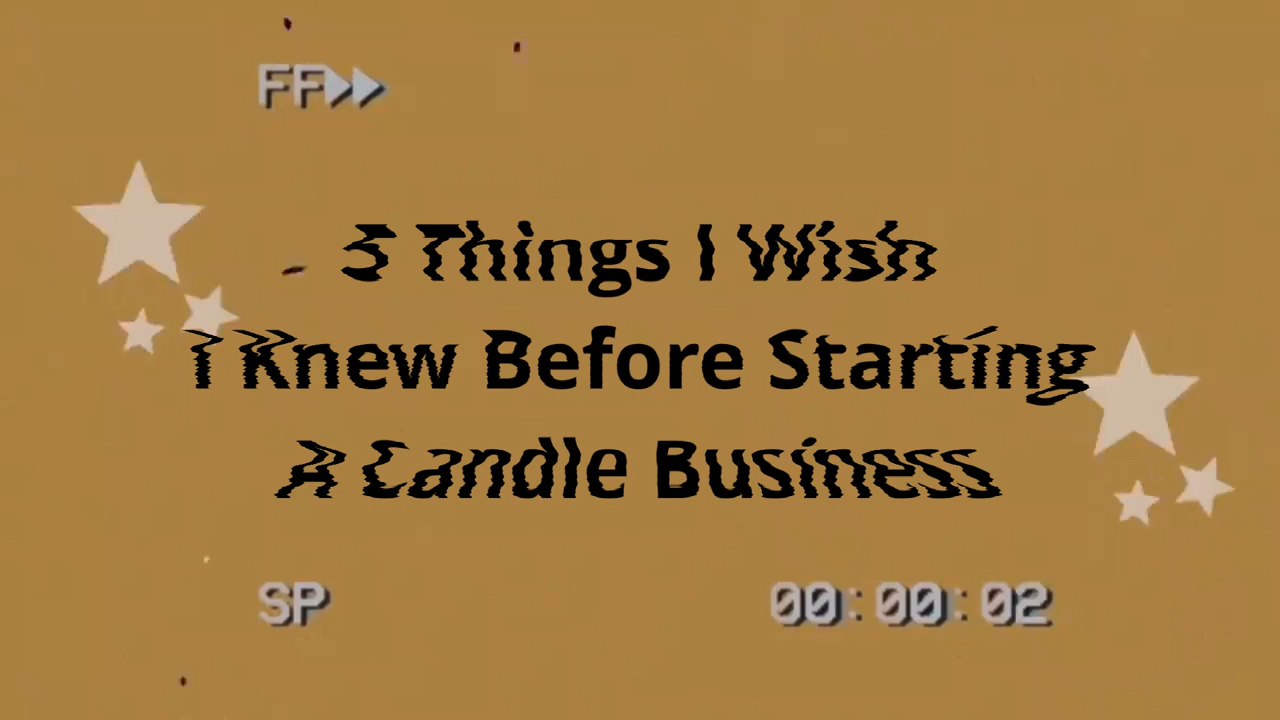 FF▶▶
5 Things I Wish
I Knew Before Starting
A Candle Business
SP
00:00:02